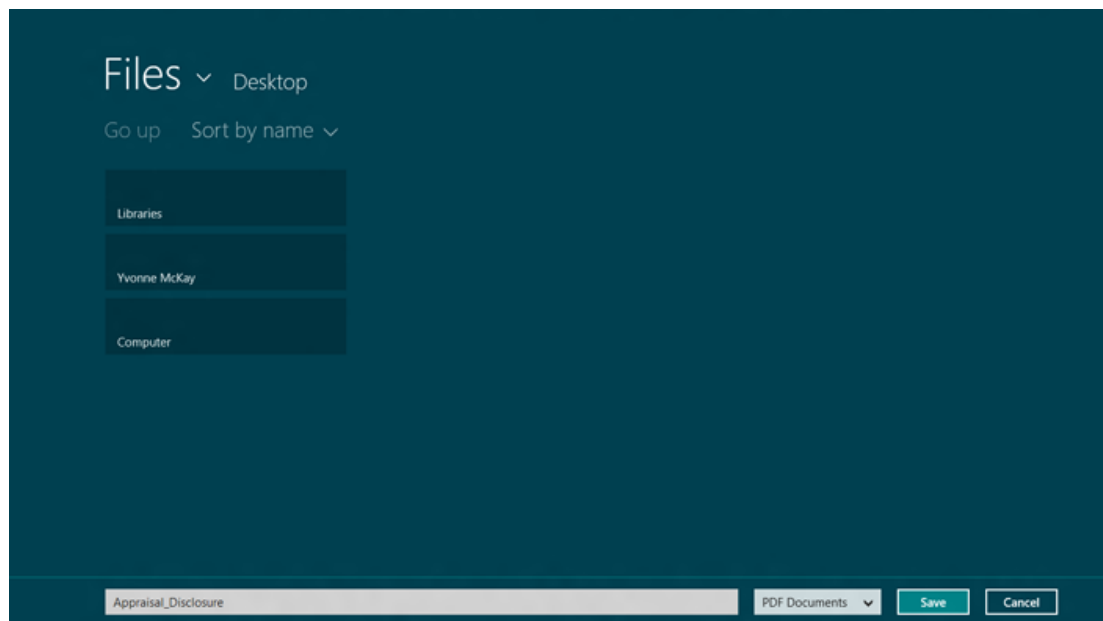 Files Desktop
Go up Sort by name
Libraries
Yvonne McKay
Computer
Appraisal_Disclosure PDF Documents Save Cancel